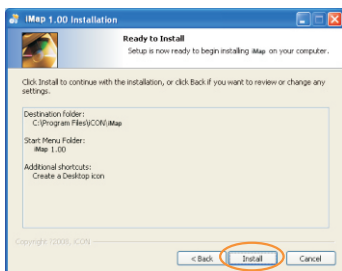 iMap 1.00 Installation
Ready to Install
Setup is now ready to begin installing iMap on your computer.
Click Install to continue with the installation, or click Back if you want to review or change any
settings.
Destination folder:
C:\Program Files\iCON\iMap
Start Menu Folder:
iMap 1.00
Additional shortcuts:
Create a Desktop icon
Copyright ?2008, iCON
< Back
Install
Cancel